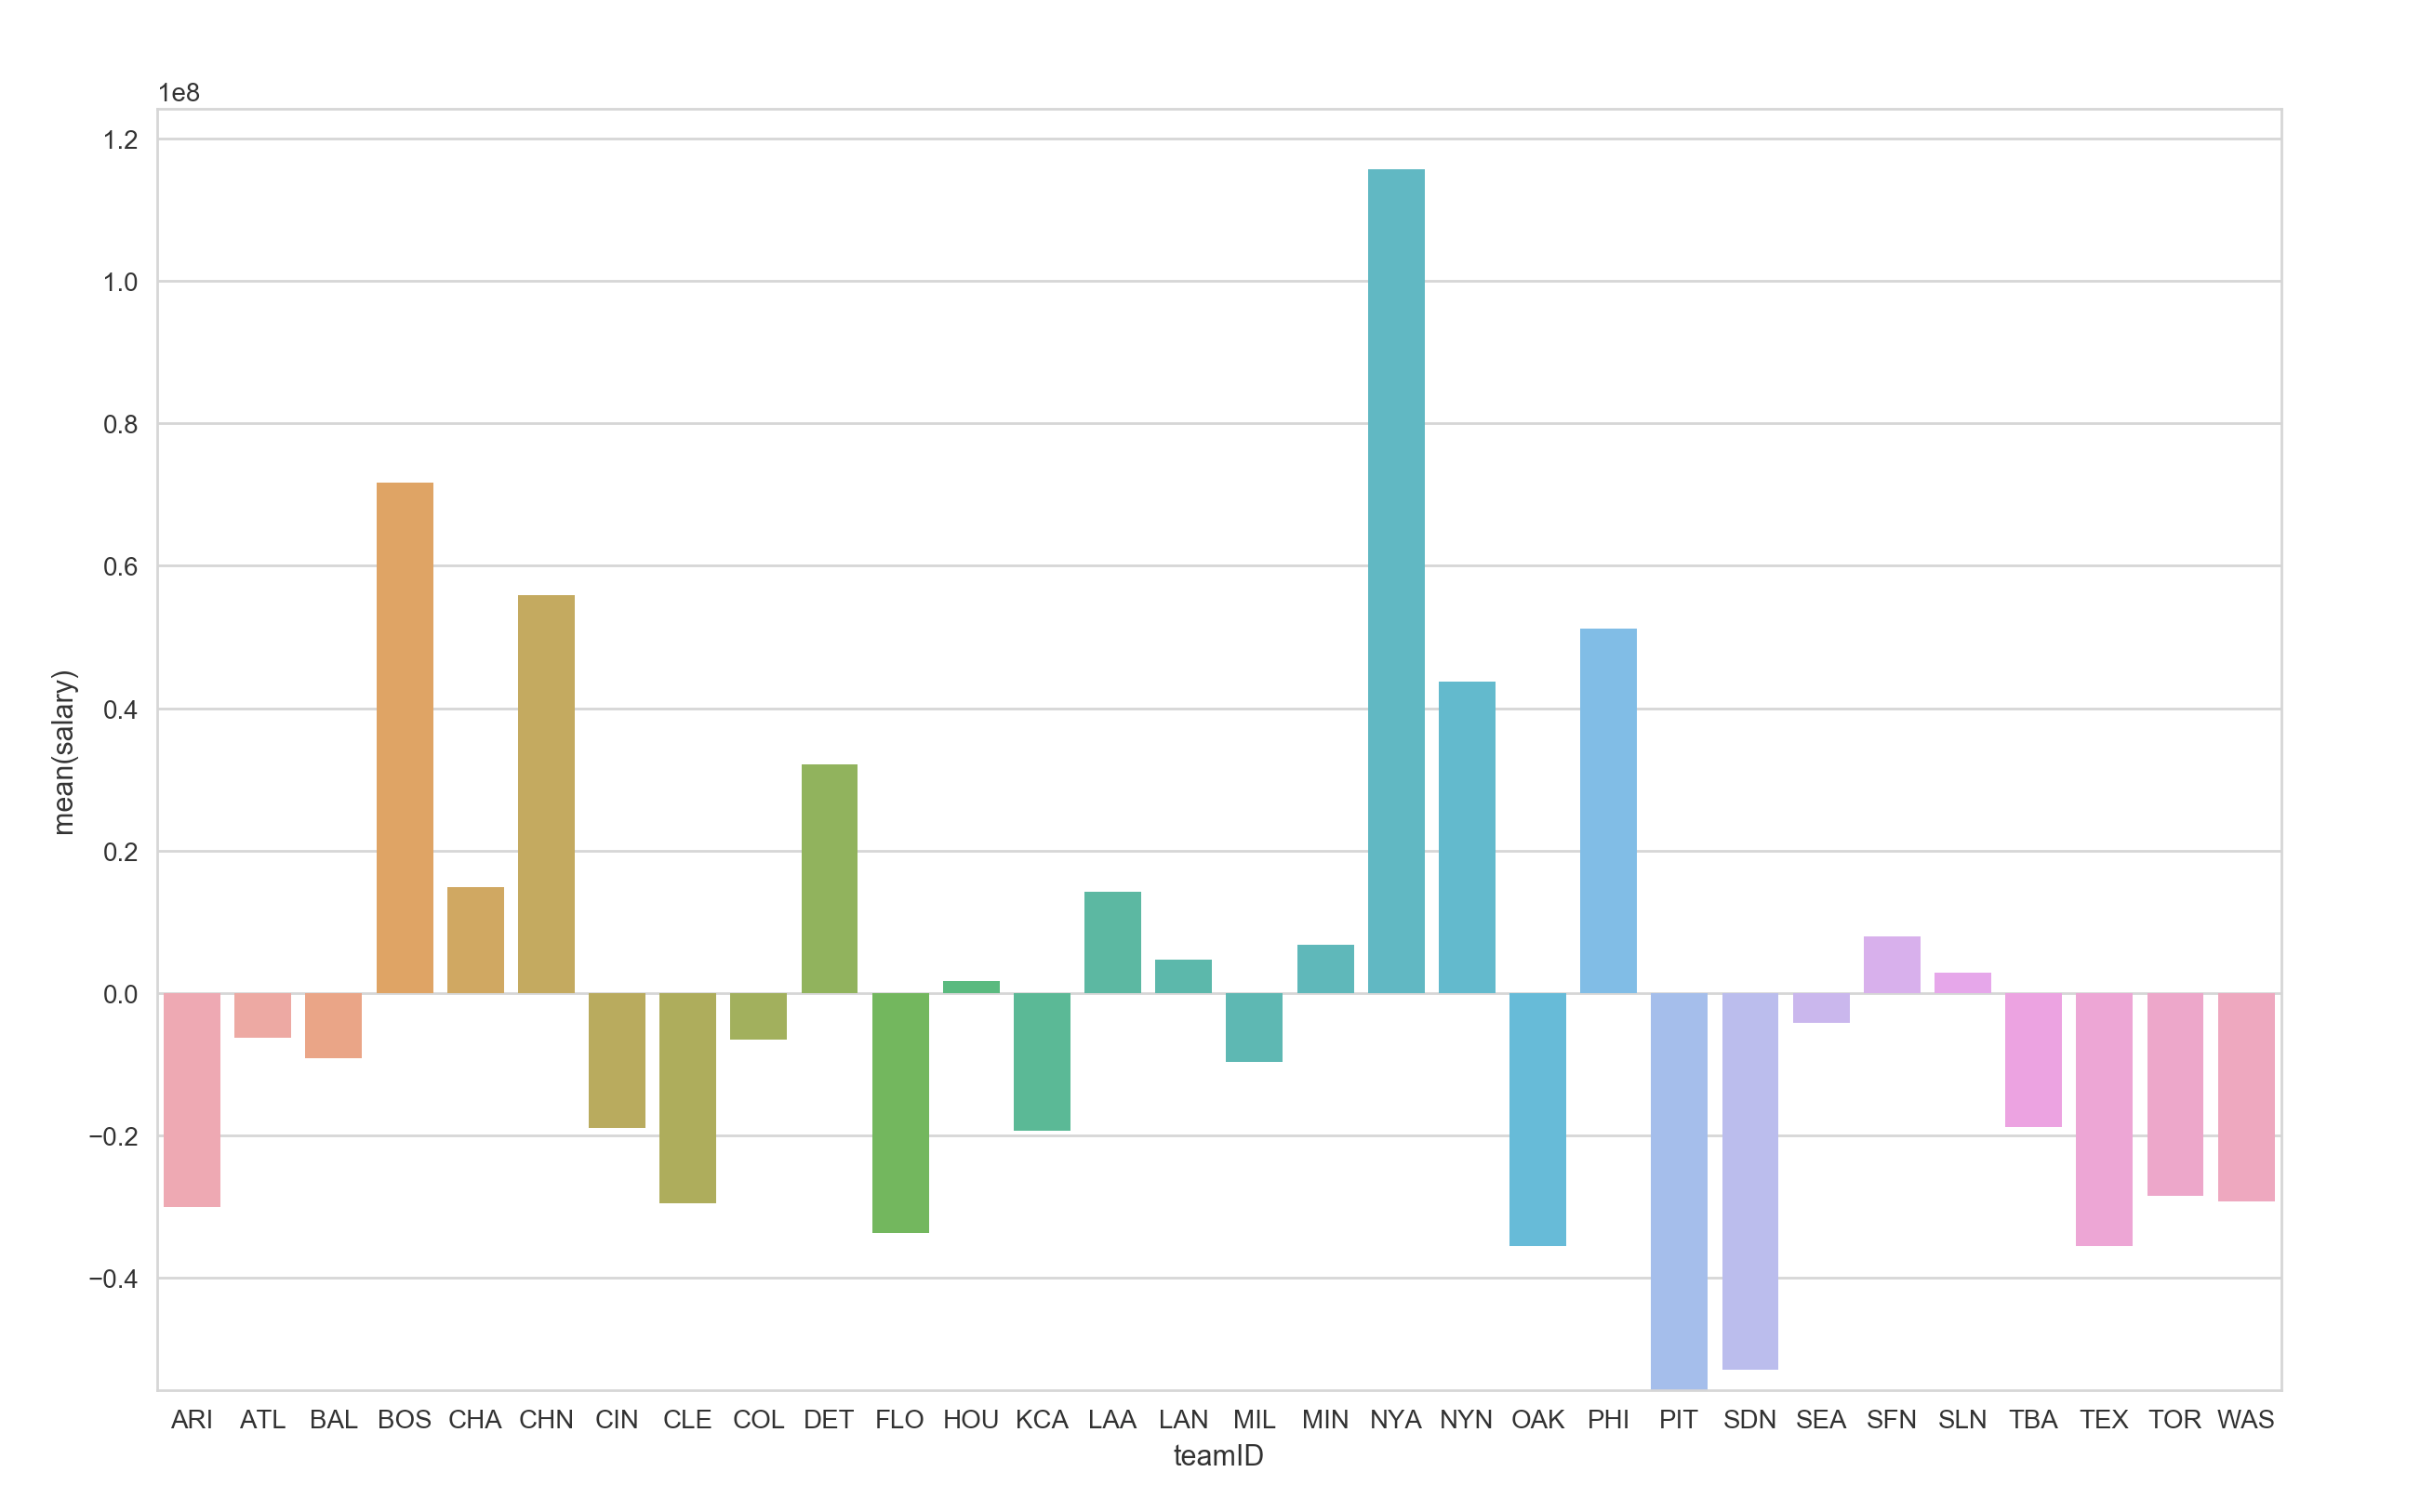 1e8
1.2
1.0
0.8
0.6
0.4
0.2
0.0
−0.2
−0.4
mean(salary)
ARI ATL BAL BOS CHA CHN CIN CLE COL DET FLO HOU KCA LAA LAN MIL MIN NYA NYN OAK PHI PIT SDN SEA SFN SLN TBA TEX TOR WAS
teamID